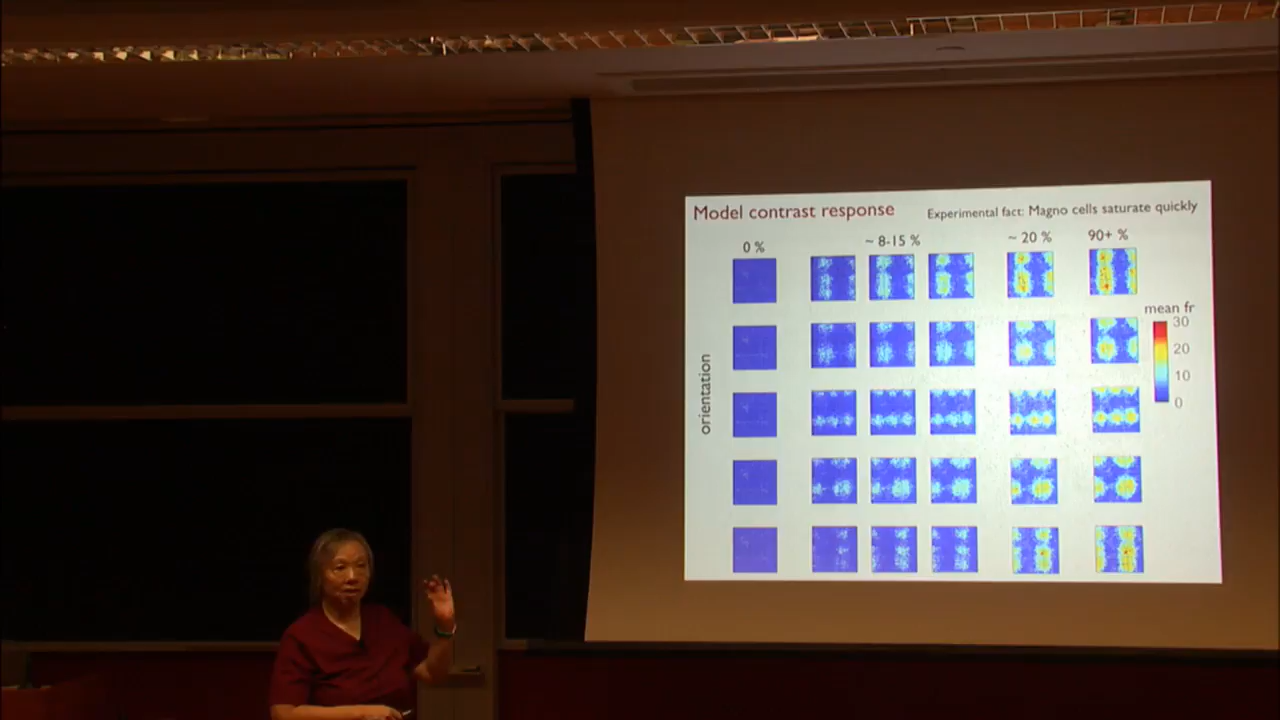 Model contrast response
Experimental fact: Magno cells saturate quickly
0 %
~ 8-15 %
~ 20 %
90+ %
mean fr
30
20
10
0
orientation